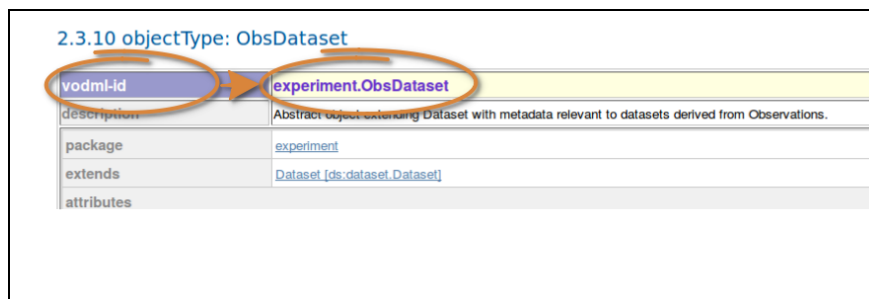 2.3.10 objectType: ObsDataset
vodml-id experiment.ObsDataset
description Abstract object extending Dataset with metadata relevant to datasets derived from Observations.
package experiment
extends Dataset [ds:dataset.Dataset]
attributes